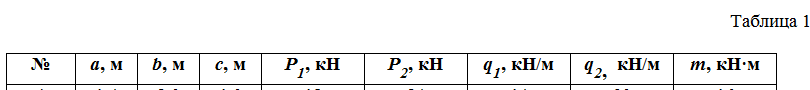 Таблица 1
№ a, м b, м c, м P1, кН P2, кН q1, кН/м q2, кН/м m, кН·м